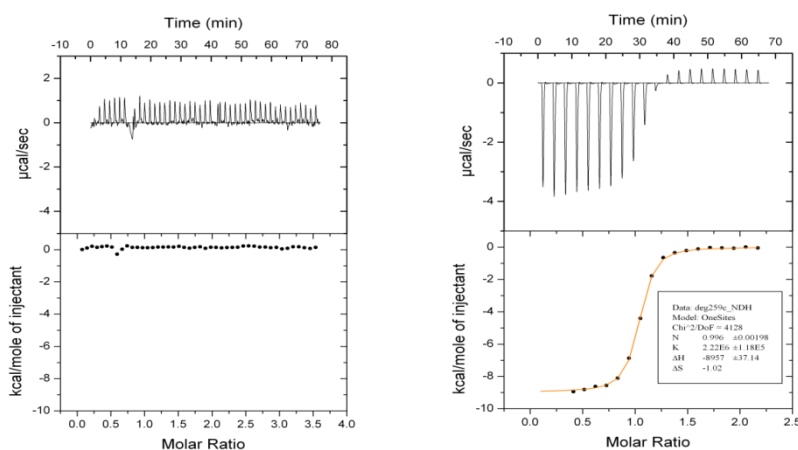 Time (min)
-10 0 10 20 30 40 50 60 70 80
2
0
-2
-4
µcal/sec
0
-2
-4
-6
-8
-10
kcal/mole of injectant
0.0 0.5 1.0 1.5 2.0 2.5 3.0 3.5 4.0
Molar Ratio
Time (min)
-10 0 10 20 30 40 50 60 70
0
-2
-4
µcal/sec
0
-2
-4
-6
-8
-10
kcal/mole of injectant
Data: deg259c_NDH
Model: OneSites
Chi^2/DoF = 4128
N 0.996 ±0.00198
K 2.22E6 ±1.18E5
ΔH -8957 ±37.14
ΔS -1.02
0.0 0.5 1.0 1.5 2.0 2.5
Molar Ratio